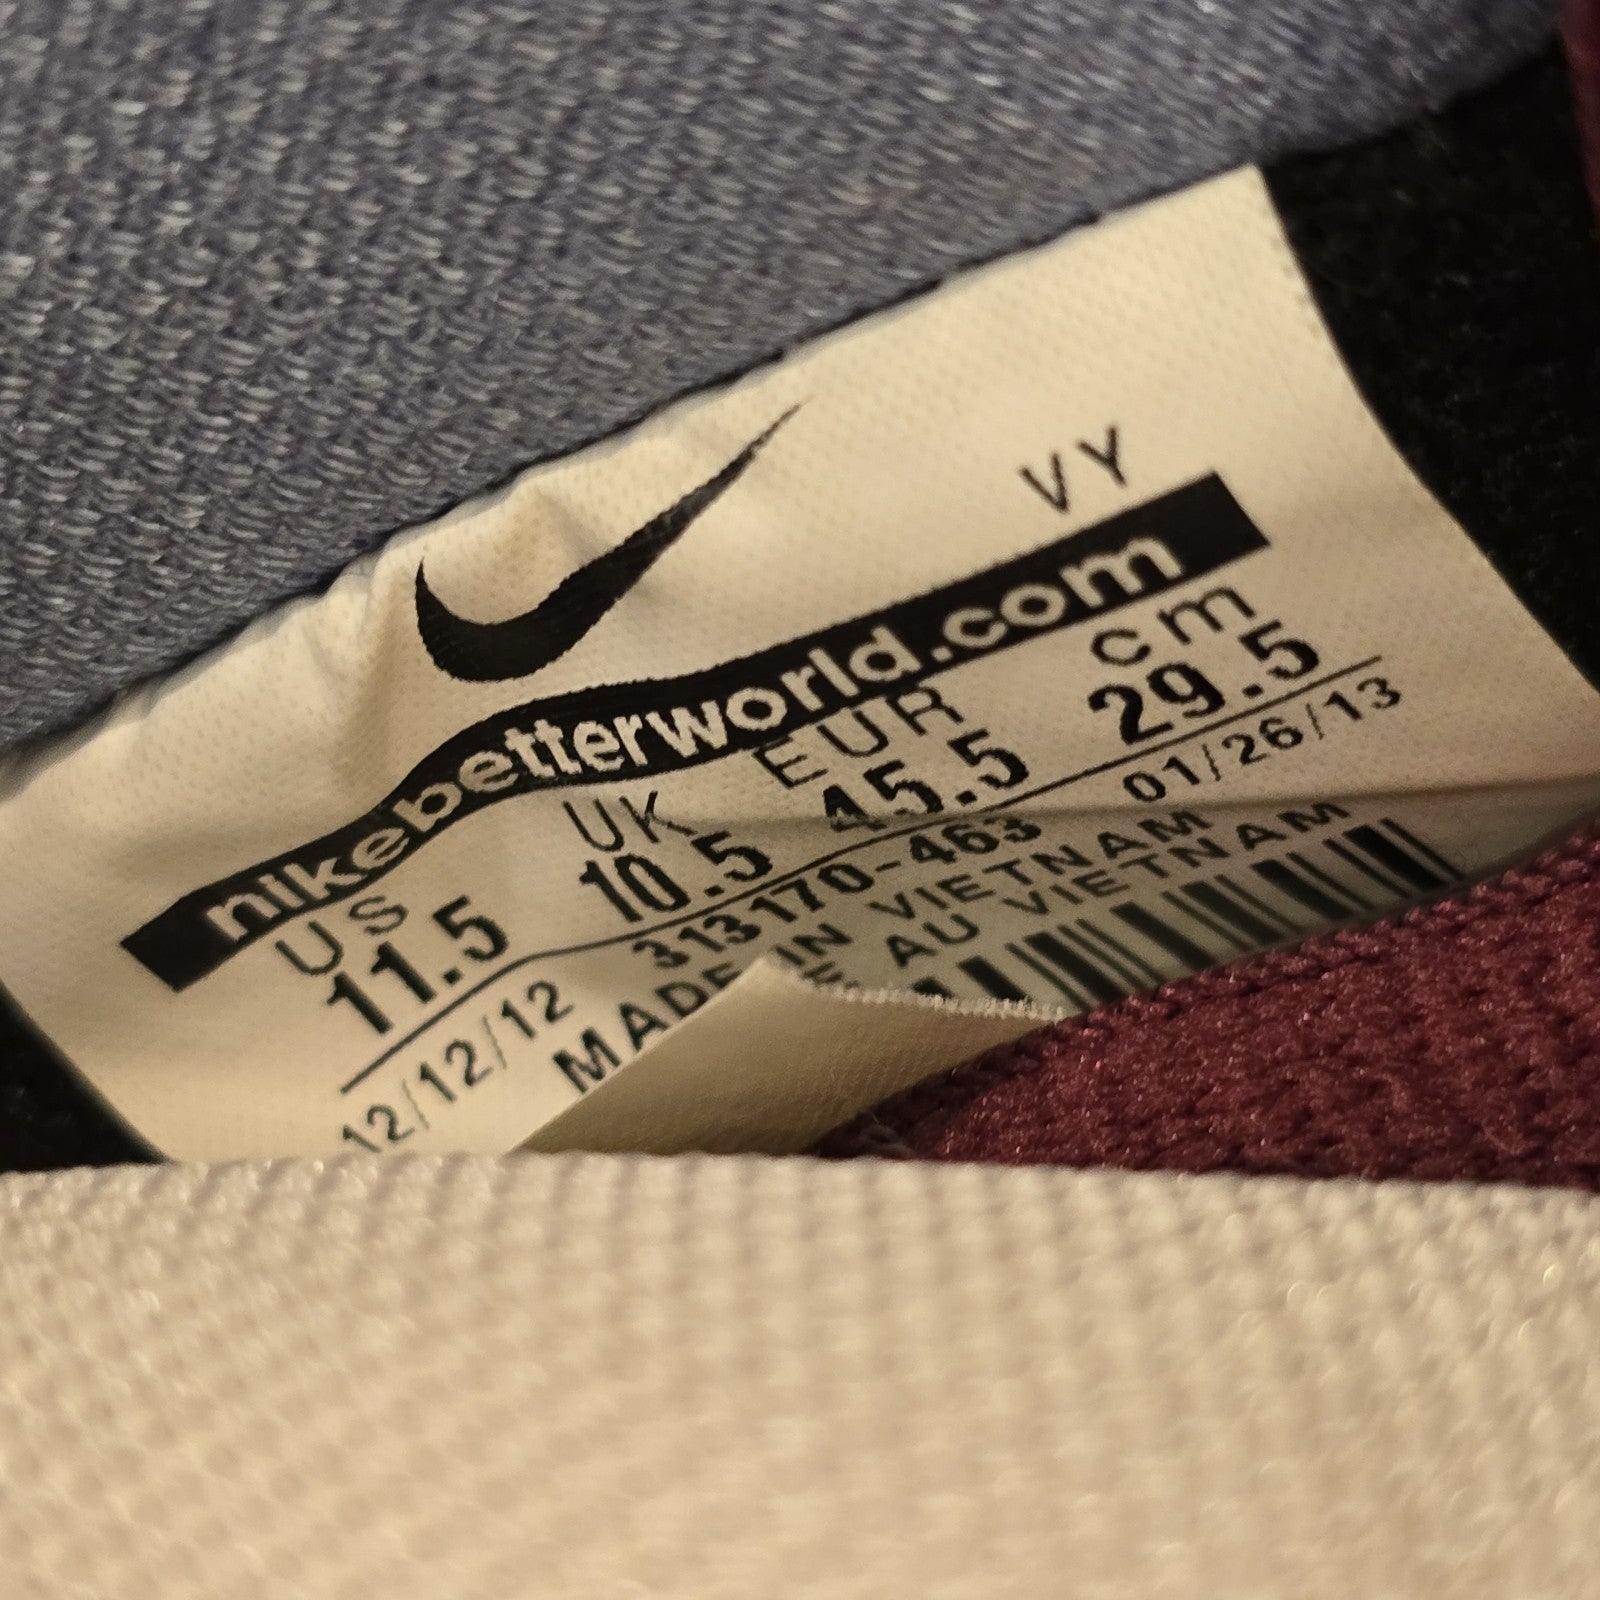 VY
nikebetterworld.com
US UK EUR cm
11.5 10.5 45.5 29.5
12/12/12 313170-463 01/26/13
MADE IN VIETNAM
AU VIETNAM